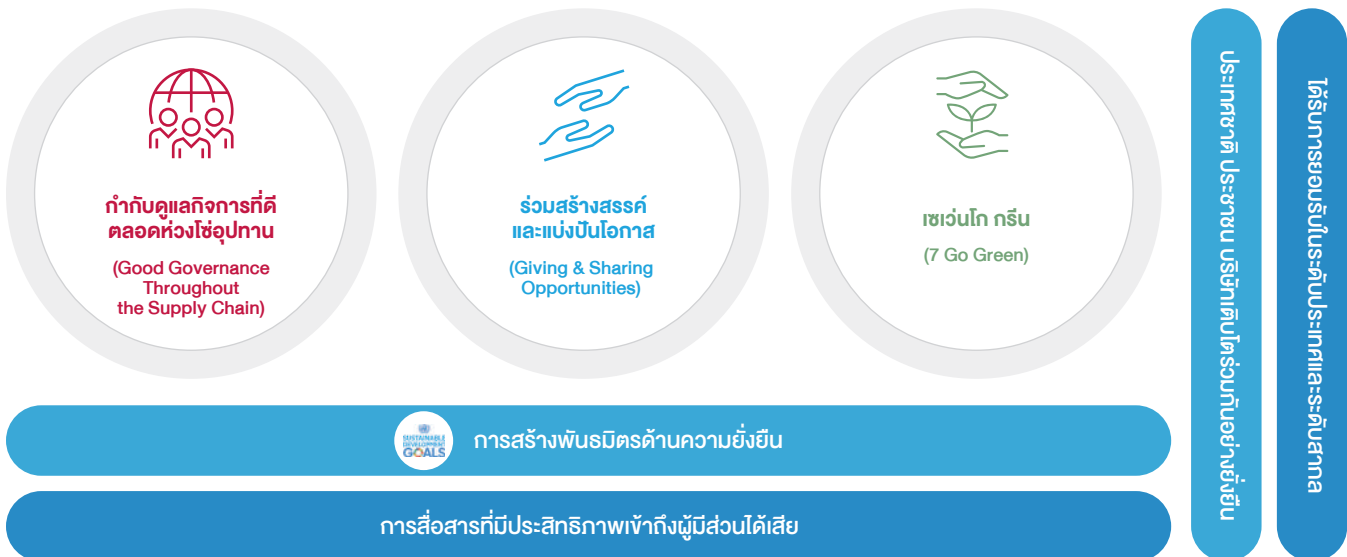 กำกับดูแลกิจการที่ดี
ตลอดห่วงโซ่อุปทาน
(Good Governance
Throughout
the Supply Chain)
ร่วมสร้างสรรค์
และแบ่งปันโอกาส
(Giving & Sharing
Opportunities)
เซเว่นโก กรีน
(7 Go Green)
SUSTAINABLE
DEVELOPMENT
GOALS
การสร้างพันธมิตรด้านความยั่งยืน
การสื่อสารที่มีประสิทธิภาพเข้าถึงผู้มีส่วนได้เสีย
ประเทศชาติ ประชาชน บริษัทเติบโตร่วมกันอย่างยั่งยืน
ได้รับการยอมรับในระดับประเทศและระดับสากล